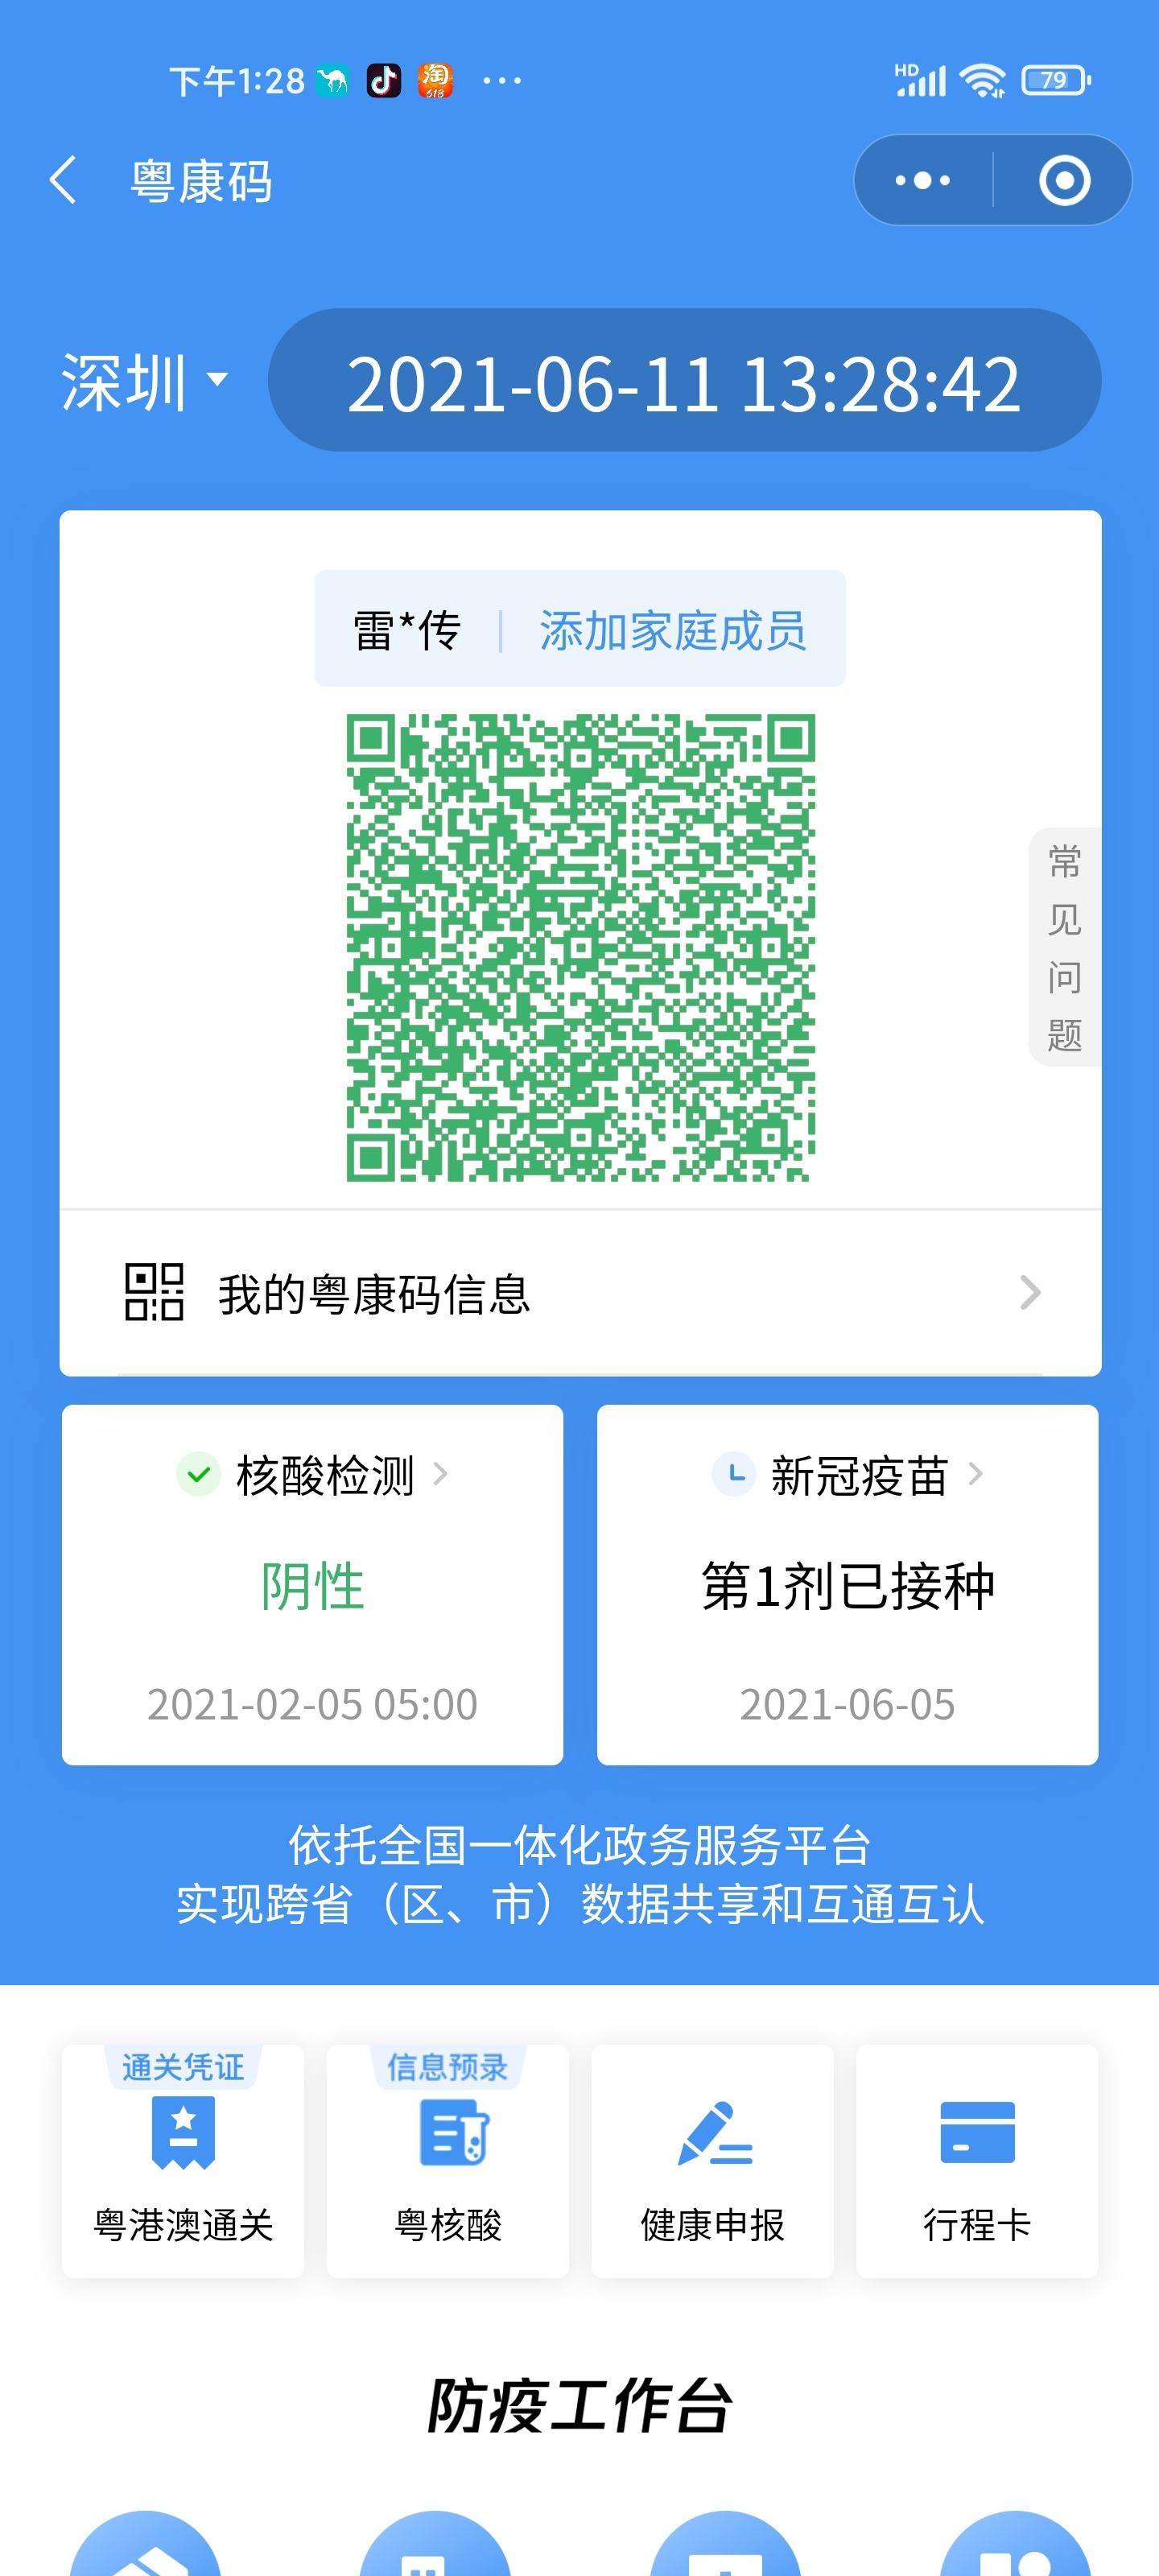 下午1:28
淘
618
HD
79
粤康码
深圳
2021-06-11 13:28:42
雷*传
添加家庭成员
常
见
问
题
我的粤康码信息
核酸检测
新冠疫苗
阴性
第1剂已接种
2021-02-05 05:00
2021-06-05
依托全国一体化政务服务平台
实现跨省（区、市）数据共享和互通互认
通关凭证
信息预录
粤港澳通关
粤核酸
健康申报
行程卡
防疫工作台